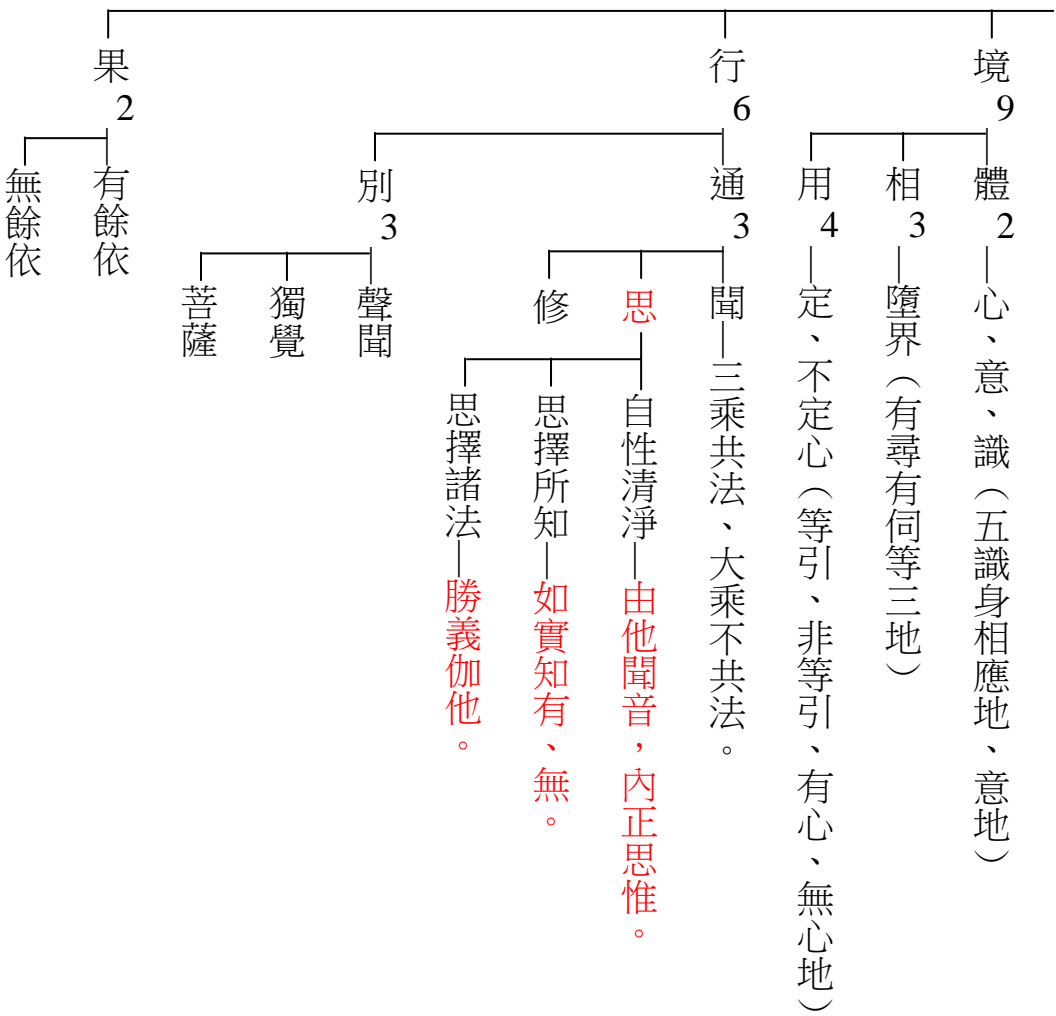 境
9
體
2
心、意、識（五識身相應地、意地）
相
3
墮界（有尋有伺等三地）
用
4
定、不定心（等引、非等引、有心、無心地）
行
6
通
3
聞
三乘共法、大乘不共法。
思
自性清淨
由他聞音，內正思惟。
思擇所知
如實知有、無。
思擇諸法
勝義伽他。
修
別
3
聲聞
獨覺
菩薩
果
2
有餘依
無餘依